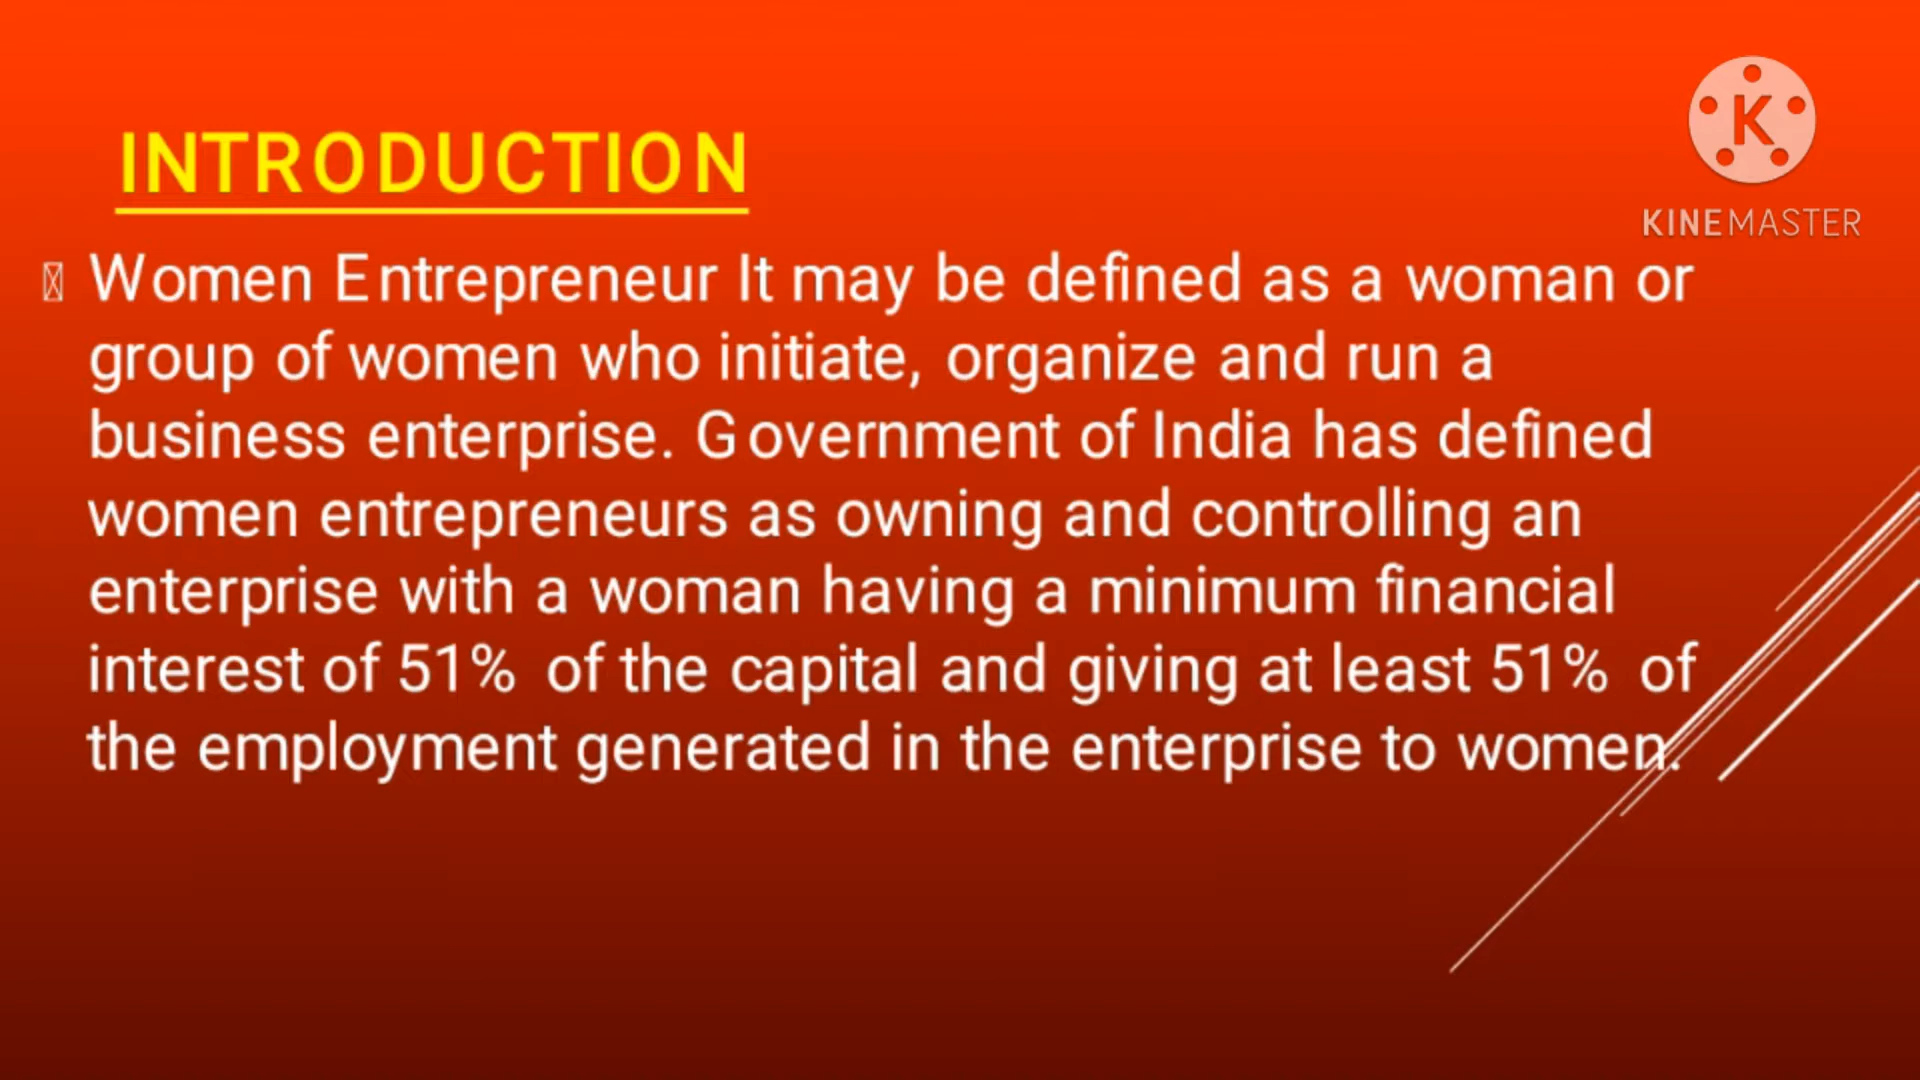 INTRODUCTION
K
KINEMASTER
Women Entrepreneur It may be defined as a woman or
group of women who initiate, organize and run a
business enterprise. Government of India has defined
women entrepreneurs as owning and controlling an
enterprise with a woman having a minimum financial
interest of 51% of the capital and giving at least 51% of
the employment generated in the enterprise to women.